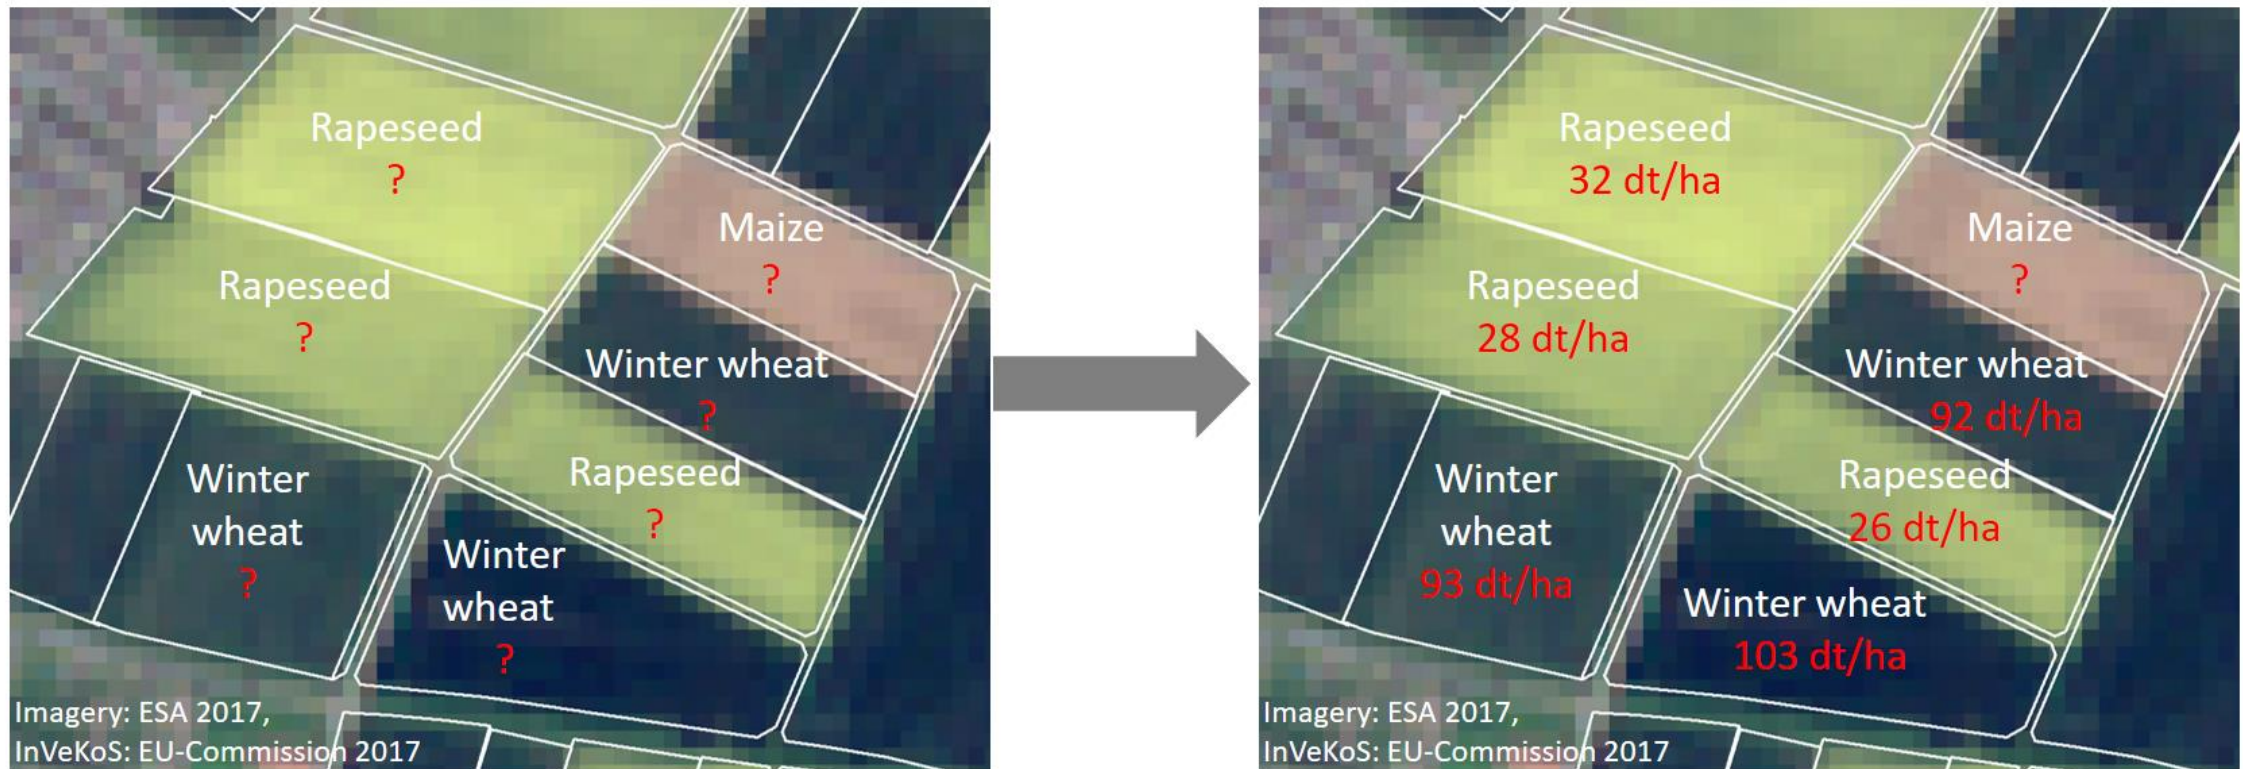 Rapeseed
?
Maize
?
Rapeseed
?
Winter wheat
?
Rapeseed
?
Winter
wheat
?
Winter
wheat
?
Imagery: ESA 2017,
InVeKoS: EU-Commission 2017
Rapeseed
32 dt/ha
Maize
?
Rapeseed
28 dt/ha
Winter wheat
92 dt/ha
Rapeseed
26 dt/ha
Winter
wheat
93 dt/ha
Winter wheat
103 dt/ha
Imagery: ESA 2017,
InVeKoS: EU-Commission 2017